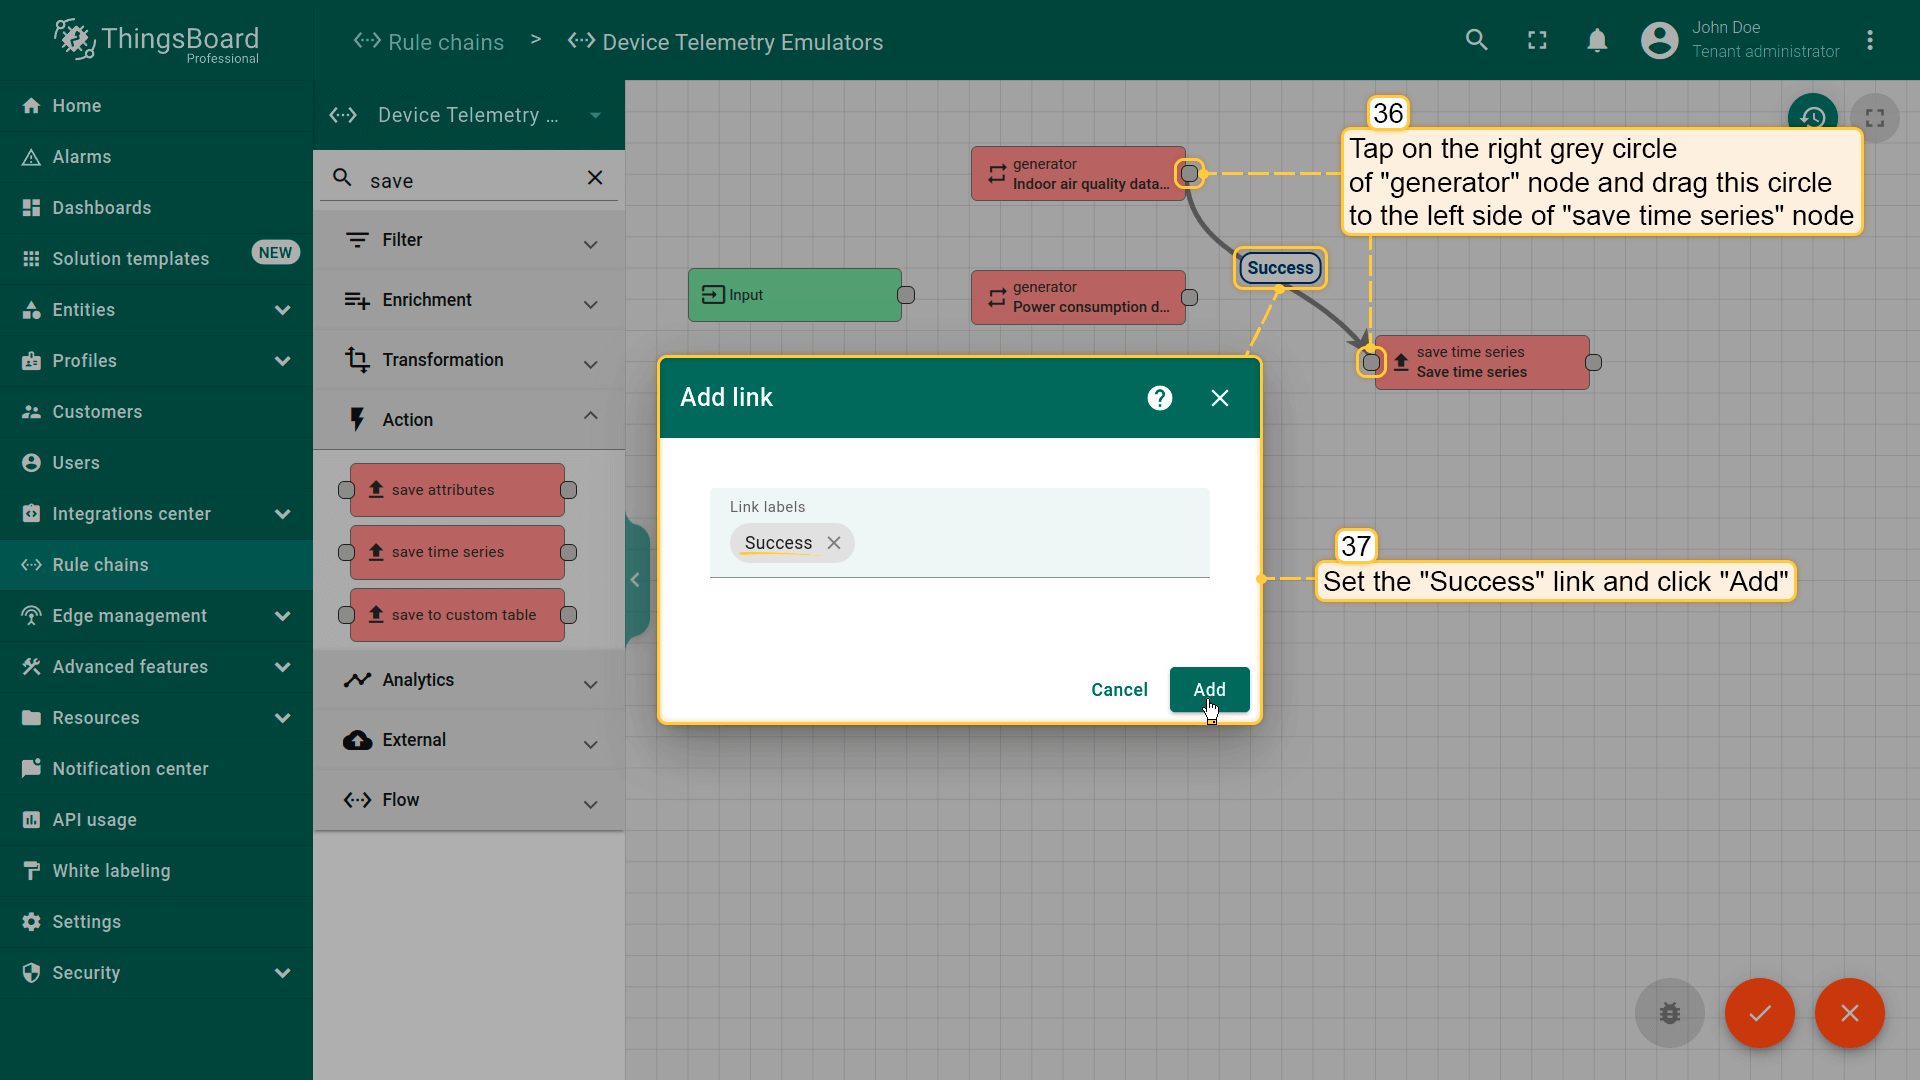 ThingsBoard
Professional
Rule chains > Device Telemetry Emulators
John Doe
Tenant administrator
Home
Alarms
Dashboards
Solution templates NEW
Entities
Profiles
Customers
Users
Integrations center
Rule chains
Edge management
Advanced features
Resources
Notification center
API usage
White labeling
Settings
Security
Device Telemetry ...
save
Filter
Enrichment
Transformation
Action
save attributes
save time series
save to custom table
Analytics
External
Flow
Input
generator
Indoor air quality data...
generator
Power consumption d...
Success
save time series
Save time series
36
Tap on the right grey circle
of "generator" node and drag this circle
to the left side of "save time series" node
Add link
Link labels
Success
Cancel
Add
37
Set the "Success" link and click "Add"